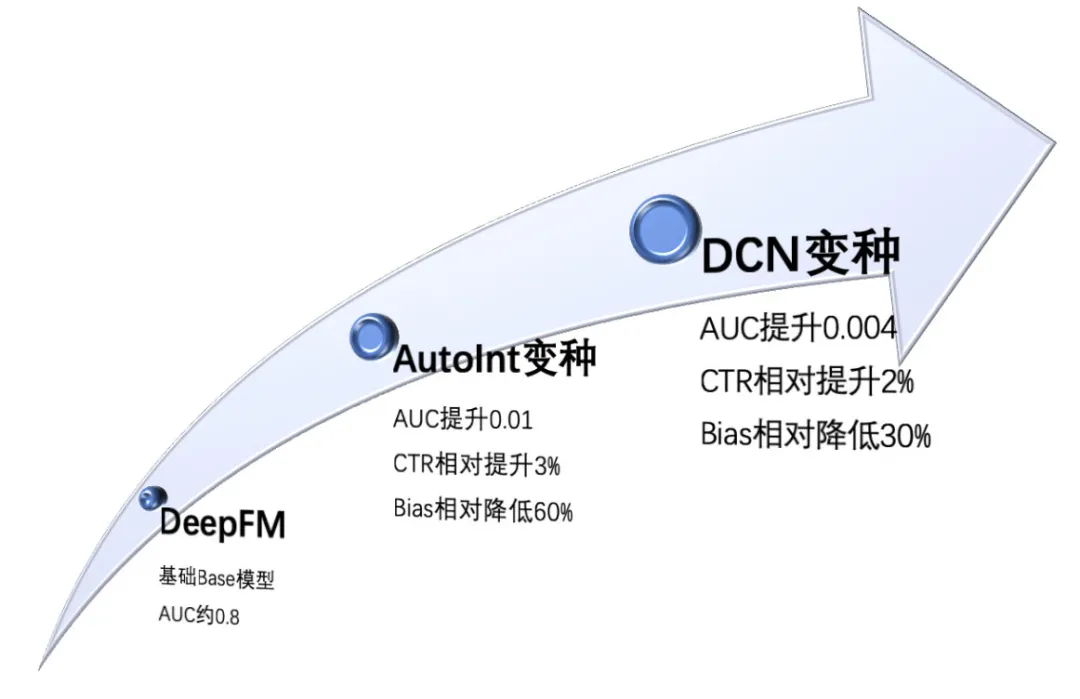 DCN变种
AUC提升0.004
CTR相对提升2%
Bias相对降低30%
AutoInt变种
AUC提升0.01
CTR相对提升3%
Bias相对降低60%
DeepFM
基础Base模型
AUC约0.8